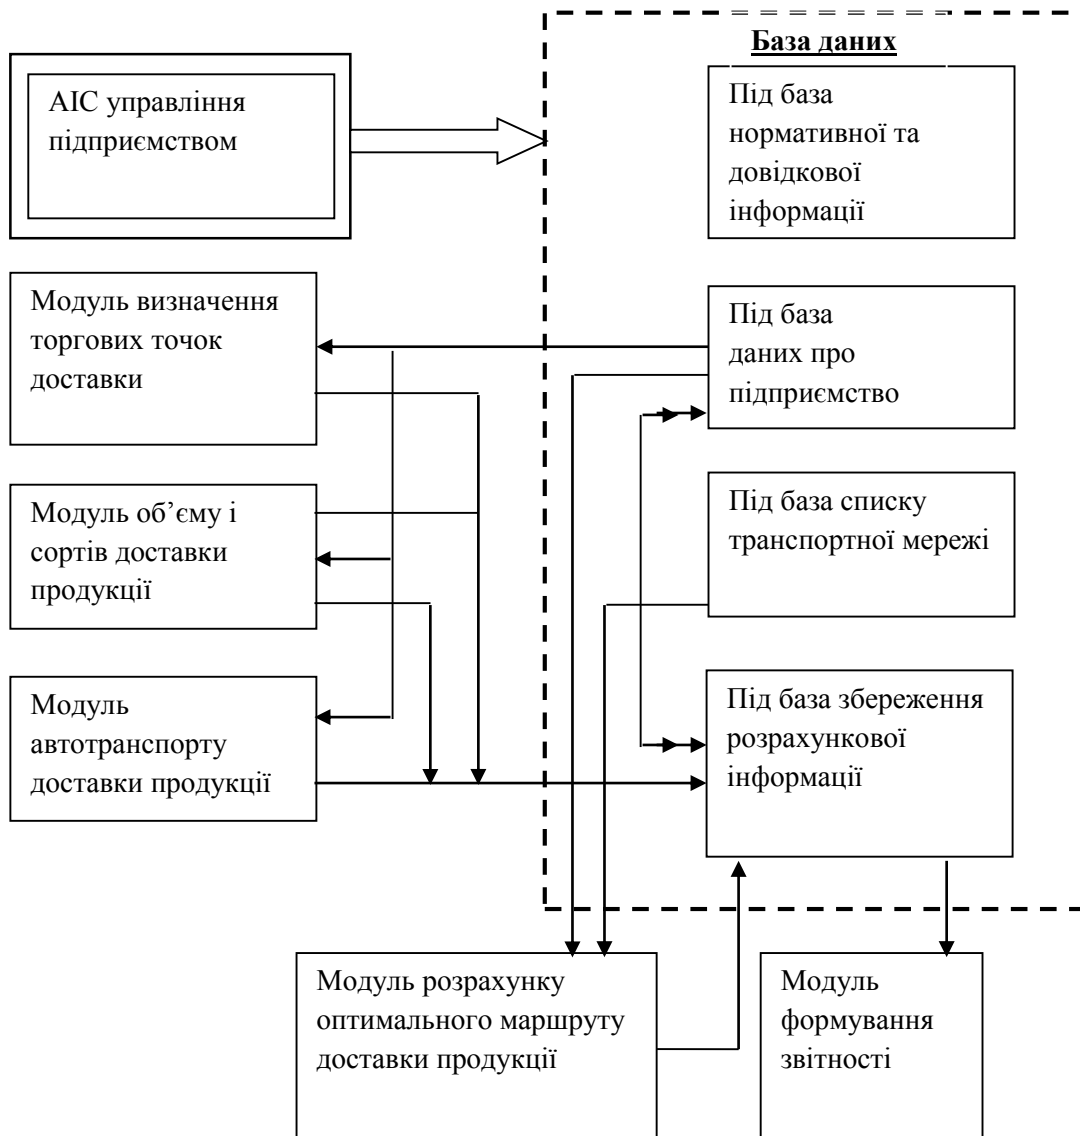 База даних
АІС управління
підприємством
Під база
нормативної та
довідкової
інформації
Модуль визначення
торгових точок
доставки
Під база
даних про
підприємство
Модуль об’єму і
сортів доставки
продукції
Під база списку
транспортної мережі
Модуль
автотранспорту
доставки продукції
Під база збереження
розрахункової
інформації
Модуль розрахунку
оптимального маршруту
доставки продукції
Модуль
формування
звітності